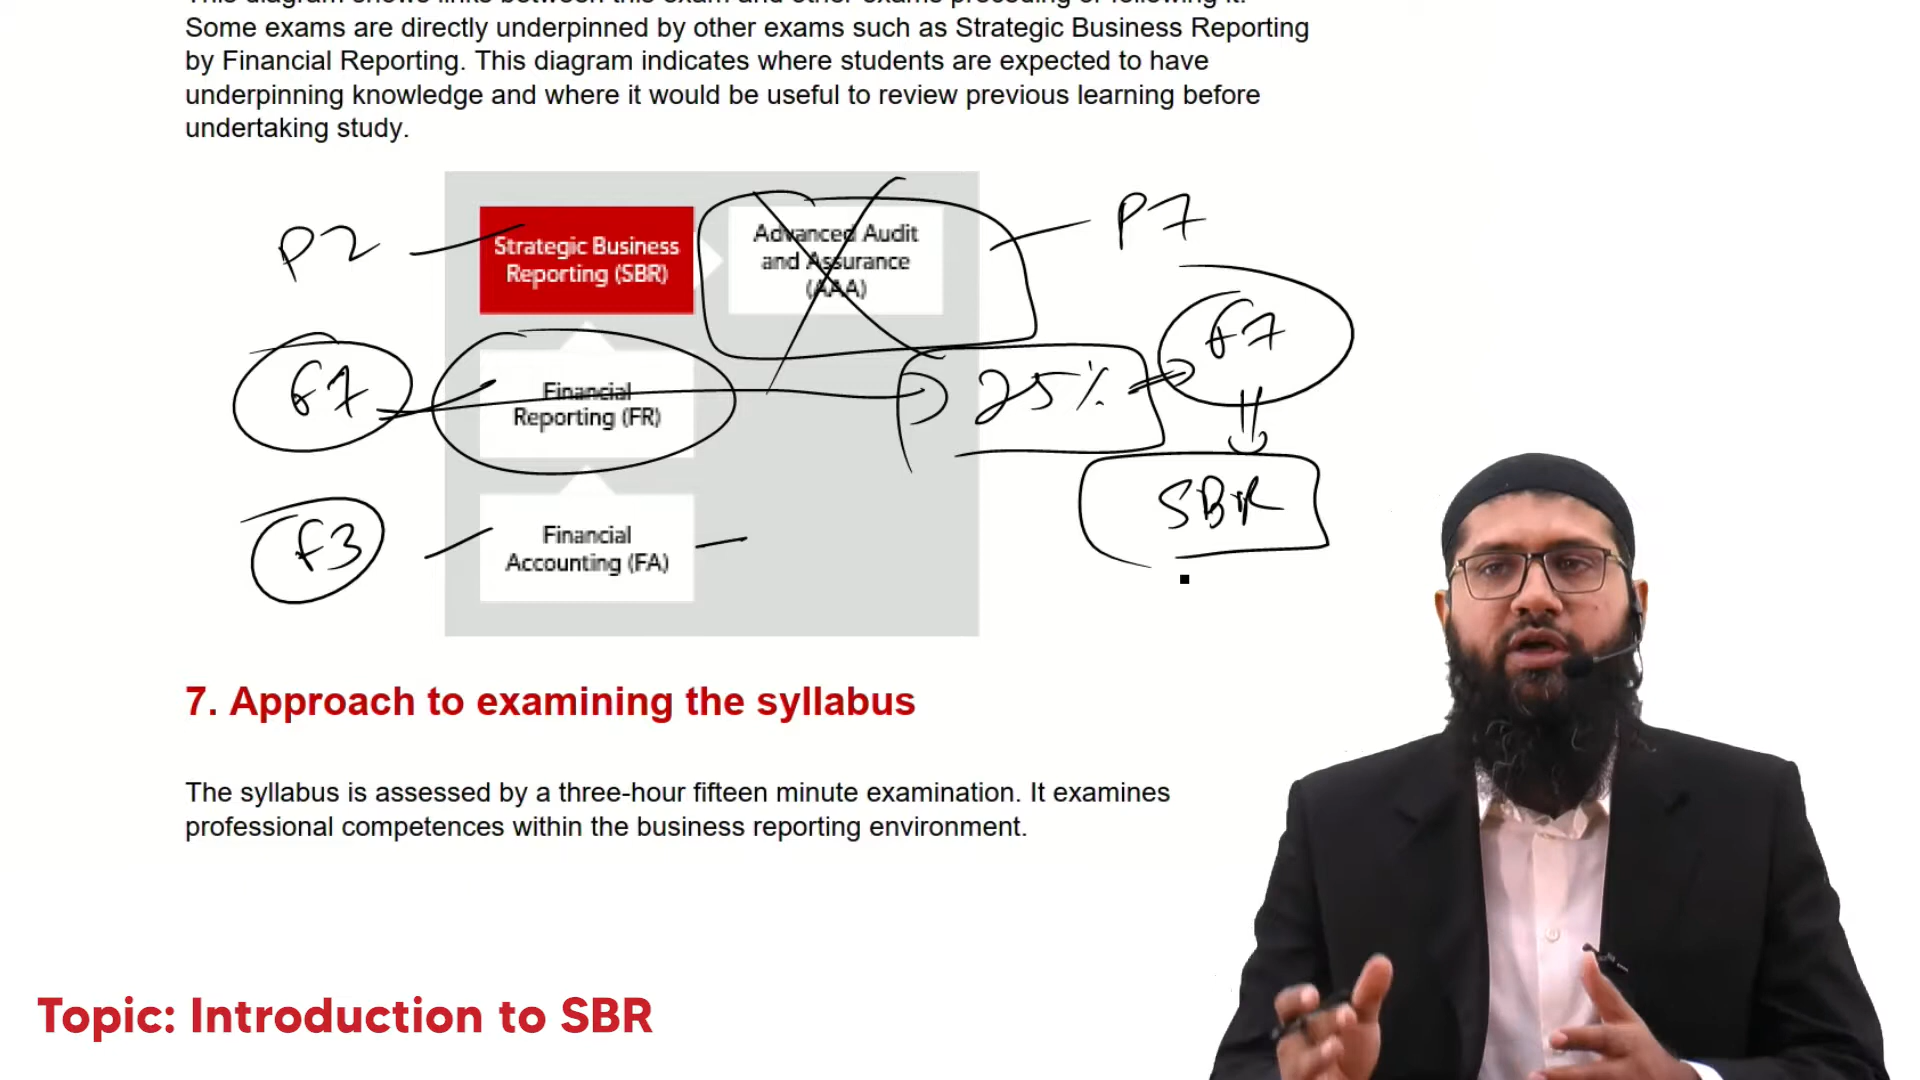 Some exams are directly underpinned by other exams such as Strategic Business Reporting
by Financial Reporting. This diagram indicates where students are expected to have
underpinning knowledge and where it would be useful to review previous learning before
undertaking study.
P2
Strategic Business
Reporting (SBR)
Advanced Audit
and Assurance
(AAA)
P7
F7
Financial
Reporting (FR)
25%
F7
SBR
F3
Financial
Accounting (FA)
7. Approach to examining the syllabus
The syllabus is assessed by a three-hour fifteen minute examination. It examines
professional competences within the business reporting environment.
Topic: Introduction to SBR